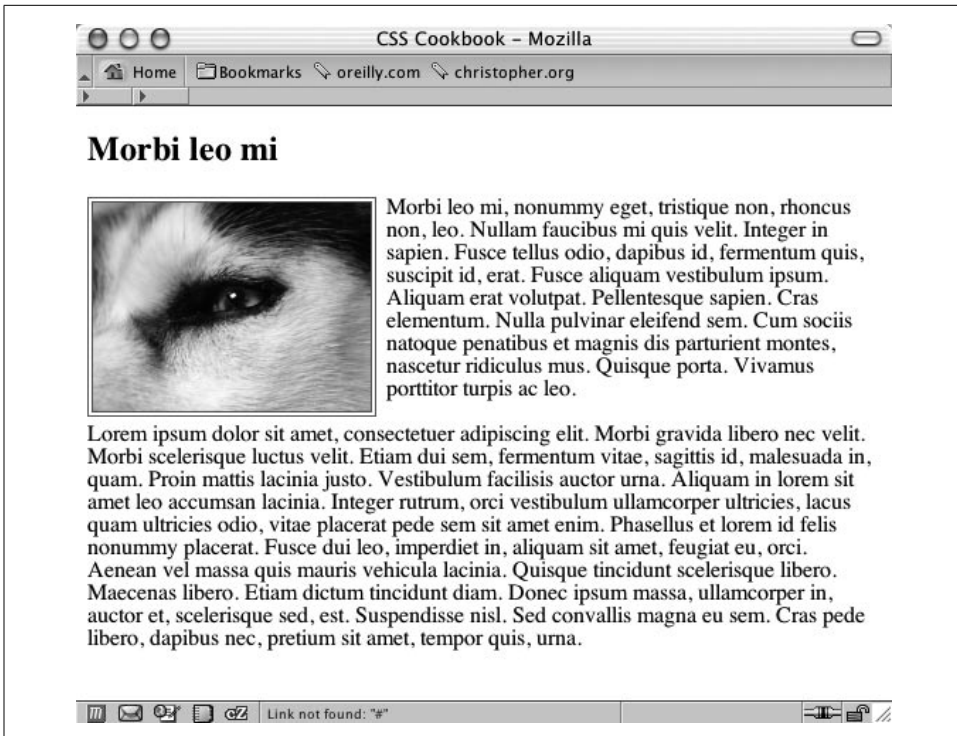 CSS Cookbook – Mozilla
Home Bookmarks oreilly.com christopher.org
Morbi leo mi
Morbi leo mi, nonummy eget, tristique non, rhoncus
non, leo. Nullam faucibus mi quis velit. Integer in
sapien. Fusce tellus odio, dapibus id, fermentum quis,
suscipit id, erat. Fusce aliquam vestibulum ipsum.
Aliquam erat volutpat. Pellentesque sapien. Cras
elementum. Nulla pulvinar eleifend sem. Cum sociis
natoque penatibus et magnis dis parturient montes,
nascetur ridiculus mus. Quisque porta. Vivamus
porttitor turpis ac leo.
Lorem ipsum dolor sit amet, consectetuer adipiscing elit. Morbi gravida libero nec velit.
Morbi scelerisque luctus velit. Etiam dui sem, fermentum vitae, sagittis id, malesuada in,
quam. Proin mattis lacinia justo. Vestibulum facilisis auctor urna. Aliquam in lorem sit
amet leo accumsan lacinia. Integer rutrum, orci vestibulum ullamcorper ultricies, lacus
quam ultricies odio, vitae placerat pede sem sit amet enim. Phasellus et lorem id felis
nonummy placerat. Fusce dui leo, imperdiet in, aliquam sit amet, feugiat eu, orci.
Aenean vel massa quis mauris vehicula lacinia. Quisque tincidunt scelerisque libero.
Maecenas libero. Etiam dictum tincidunt diam. Donec ipsum massa, ullamcorper in,
auctor et, scelerisque sed, est. Suspendisse nisl. Sed convallis magna eu sem. Cras pede
libero, dapibus nec, pretium sit amet, tempor quis, urna.
Link not found: "#"